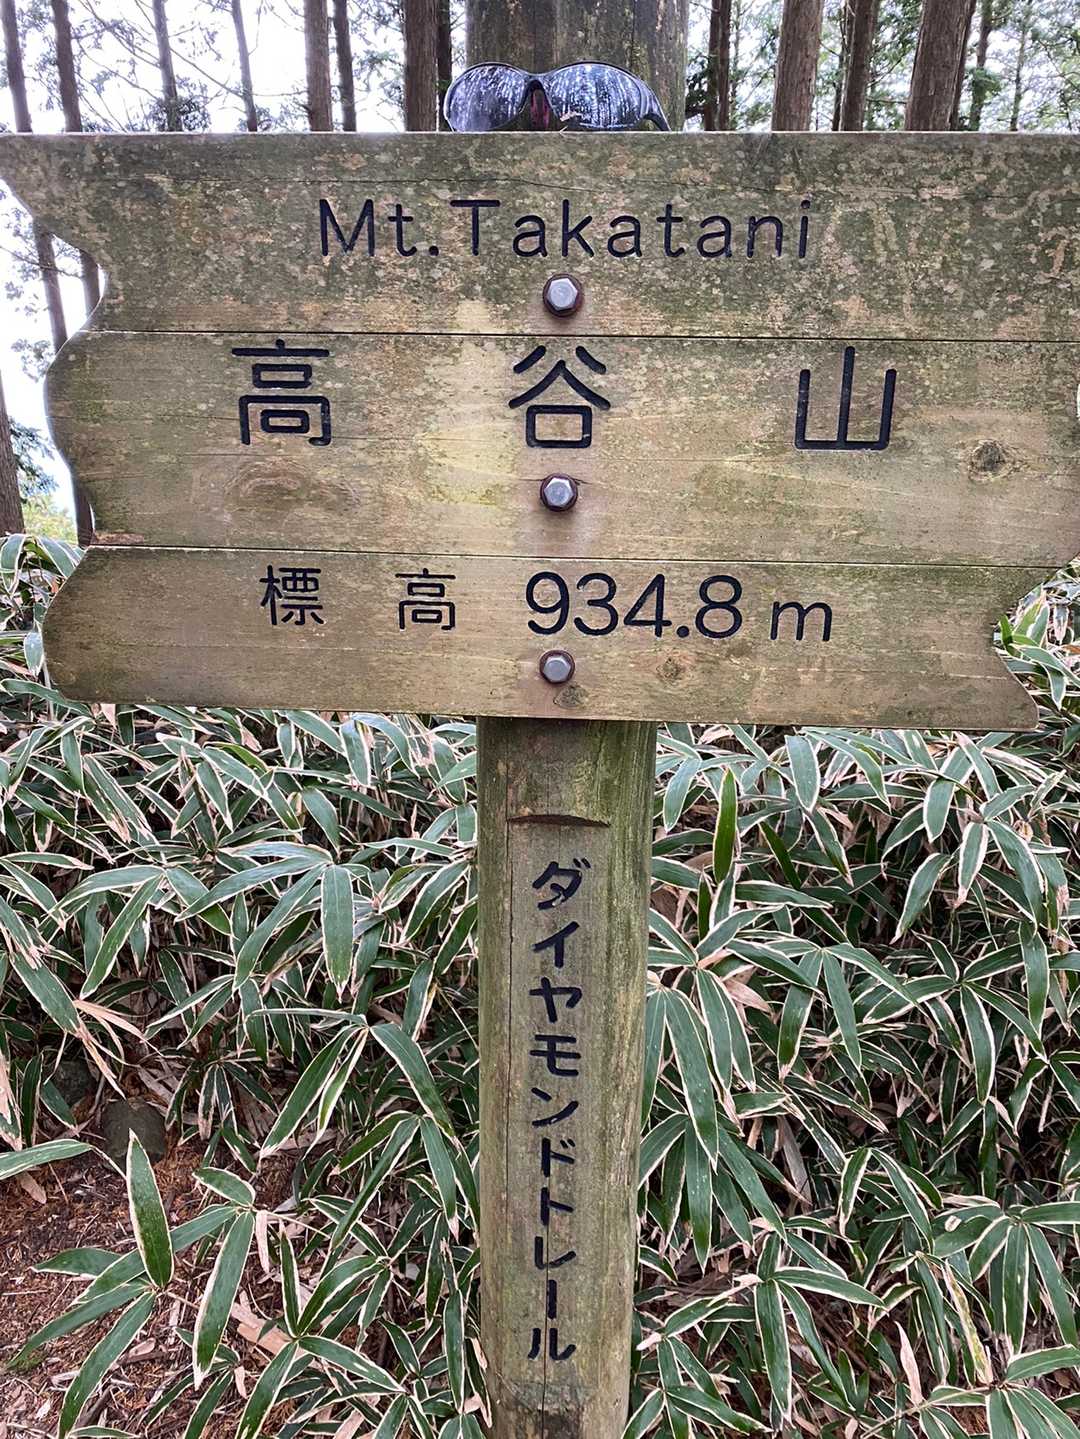 Mt. Takatani
高谷山
標高 934.8m
ダイヤモンドトレール